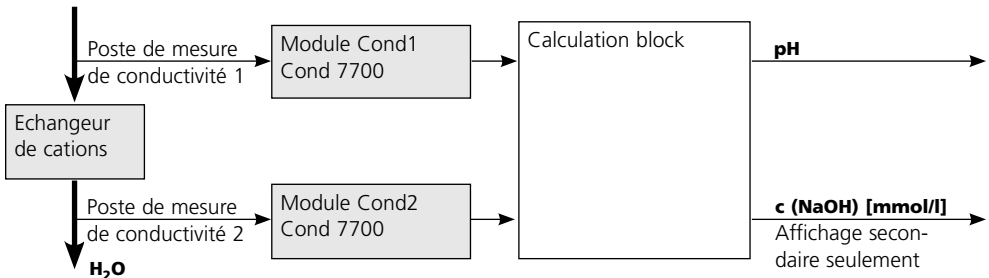 Poste de mesure
de conductivité 1
Module Cond1
Cond 7700
Calculation block
pH
Echangeur
de cations
Poste de mesure
de conductivité 2
Module Cond2
Cond 7700
c (NaOH) [mmol/l]
Affichage secon-
daire seulement
H₂O